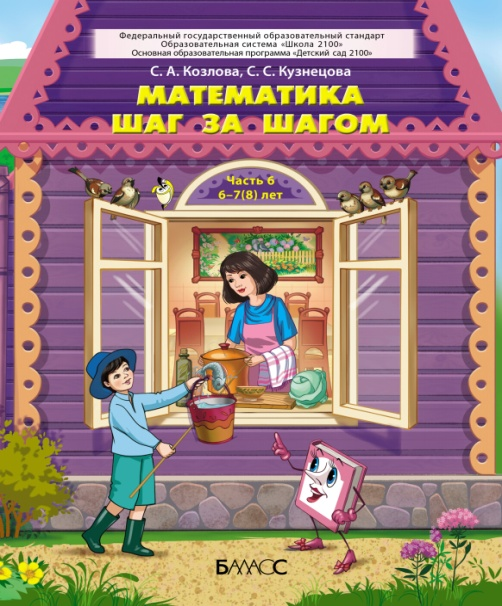 Федеральный государственный образовательный стандарт
Образовательная система «Школа 2100»
Основная образовательная программа «Детский сад 2100»
С. А. Козлова, С. С. Кузнецова
МАТЕМАТИКА
ШАГ ЗА ШАГОМ
Часть 6
6–7(8) лет
БАЛАСС